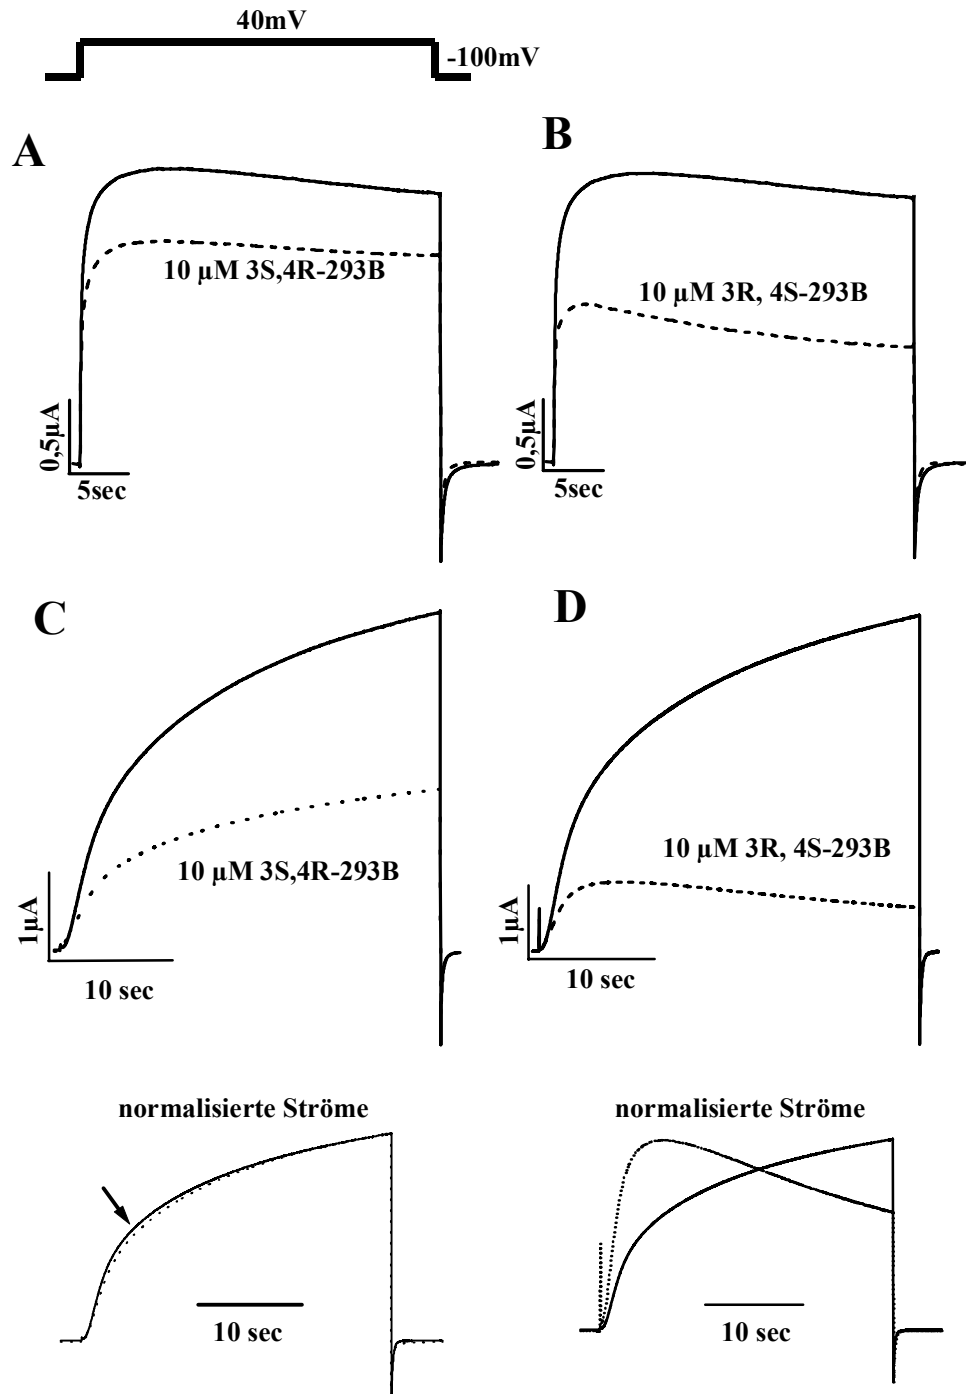 40mV
-100mV
A
B
10 µM 3S,4R-293B
10 µM 3R, 4S-293B
0,5µA
5sec
0,5µA
5sec
C
D
10 µM 3S,4R-293B
10 µM 3R, 4S-293B
1µA
10 sec
1µA
10 sec
normalisierte Ströme
normalisierte Ströme
10 sec
10 sec